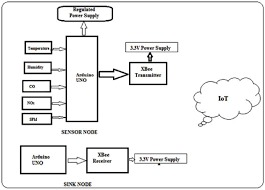 Regulated
Power Supply
3.3V Power Supply
Temperature
Humidity
CO
NOx
SPM
Arduino
UNO
XBee
Transmitter
IoT
SENSOR NODE
Arduino
UNO
XBee
Receiver
3.3V Power Supply
SINK NODE